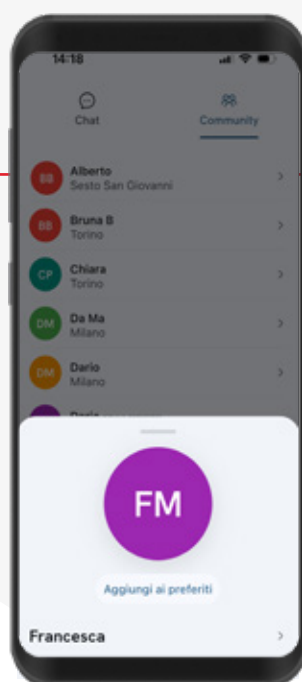 14:18
Chat
Community
BB
Alberto
Sesto San Giovanni
BB
Bruna B
Torino
CP
Chiara
Torino
DM
Da Ma
Milano
DM
Dario
Milano
FM
Aggiungi ai preferiti
Francesca